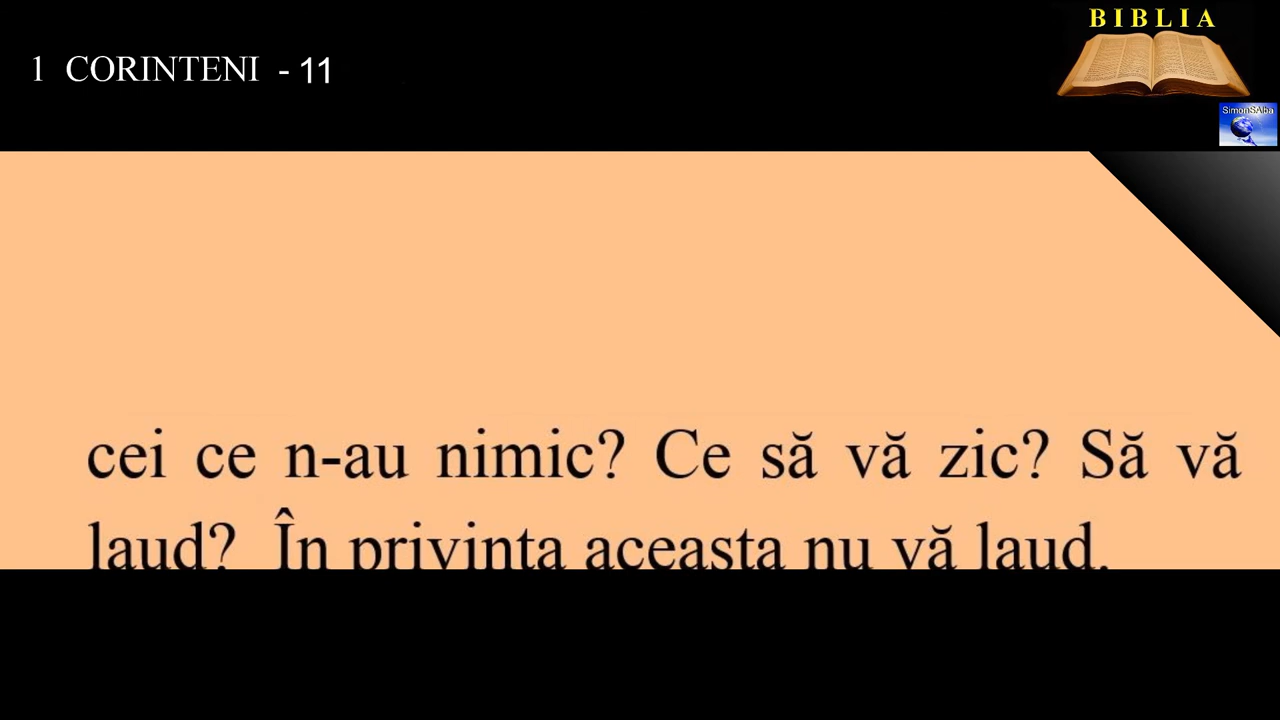 BIBLIA
1 CORINTENI - 11
SimonSAlba
cei ce n-au nimic? Ce să vă zic? Să vă
laud? În privinţa aceasta nu vă laud.